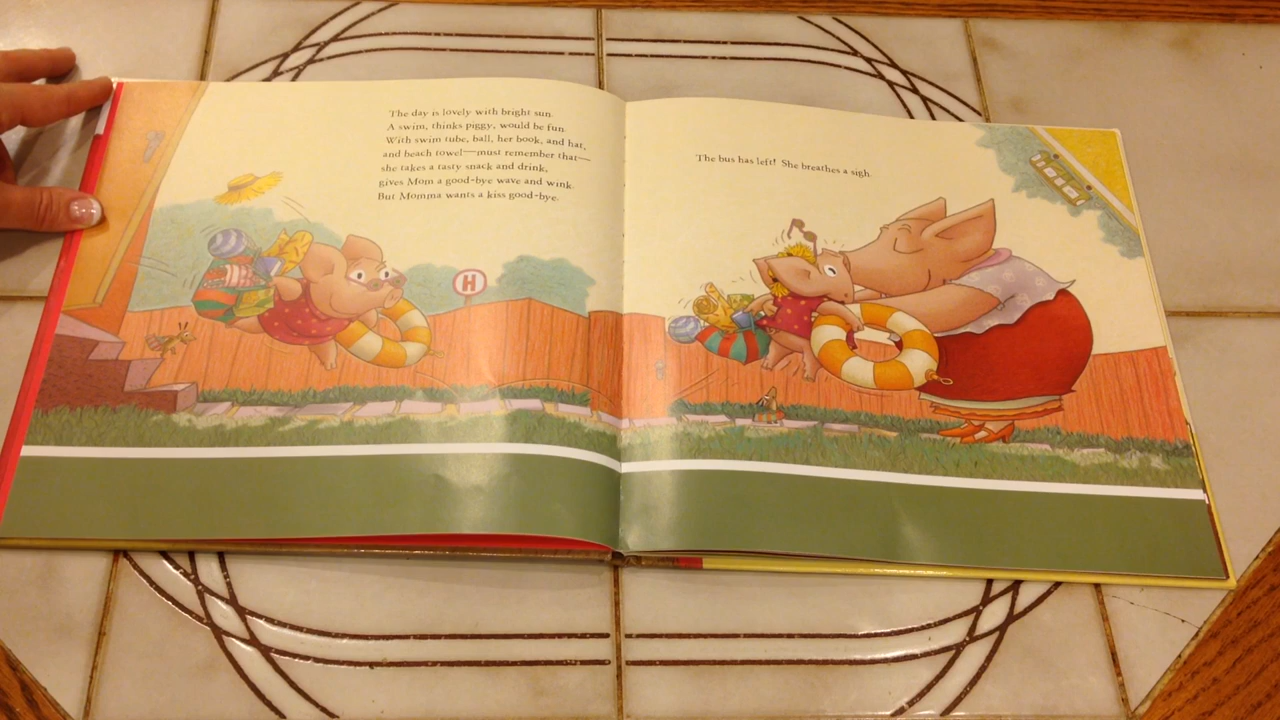 The day is lovely with bright sun.
A swim, thinks piggy, would be fun.
With swim tube, ball, her book, and hat,
and beach towel—must remember that—
she takes a tasty snack and drink,
gives Mom a good-bye wave and wink.
But Momma wants a kiss good-bye.
H
The bus has left! She breathes a sigh.